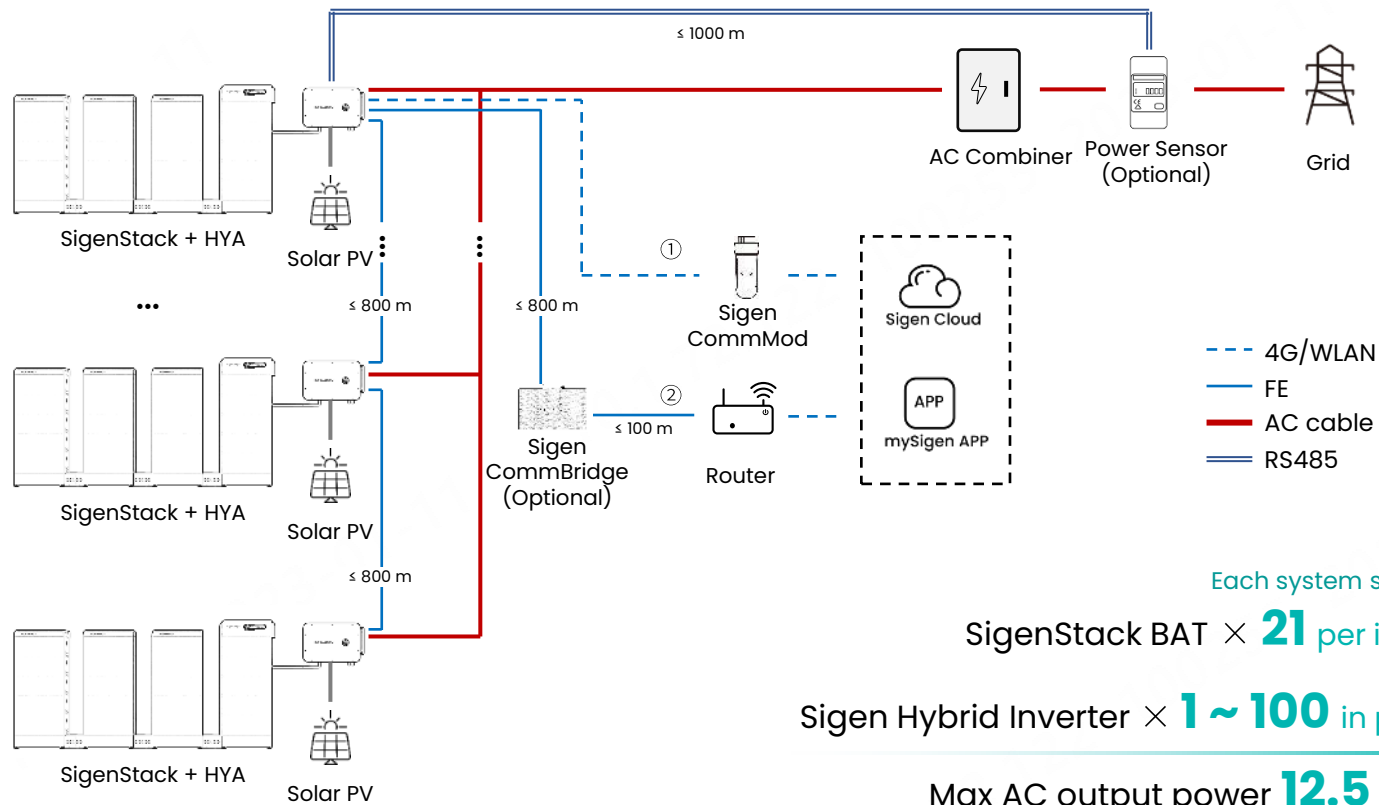 ≤ 1000 m
AC Combiner
Power Sensor
(Optional)
Grid
SigenStack + HYA
Solar PV
...
≤ 800 m
≤ 800 m
①
Sigen
CommMod
Sigen Cloud
APP
mySigen APP
②
≤ 100 m
Sigen
CommBridge
(Optional)
Router
4G/WLAN
FE
AC cable
RS485
SigenStack + HYA
Solar PV
≤ 800 m
SigenStack + HYA
Solar PV
Each system s
SigenStack BAT × 21 per i
Sigen Hybrid Inverter × 1 ~ 100 in p
Max AC output power 12.5